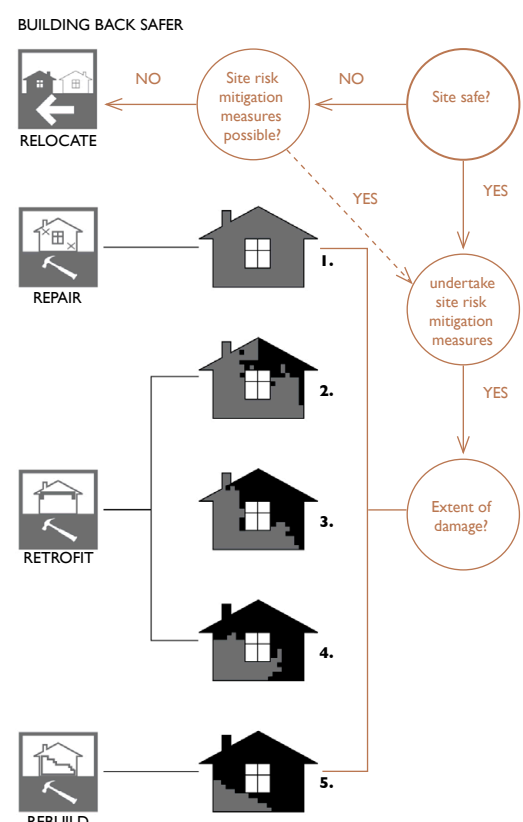 BUILDING BACK SAFER
RELOCATE
NO
Site risk
mitigation
measures
possible?
NO
Site safe?
YES
YES
REPAIR
1.
undertake
site risk
mitigation
measures
2.
YES
RETROFIT
3.
Extent of
damage?
4.
5.
REBUILD